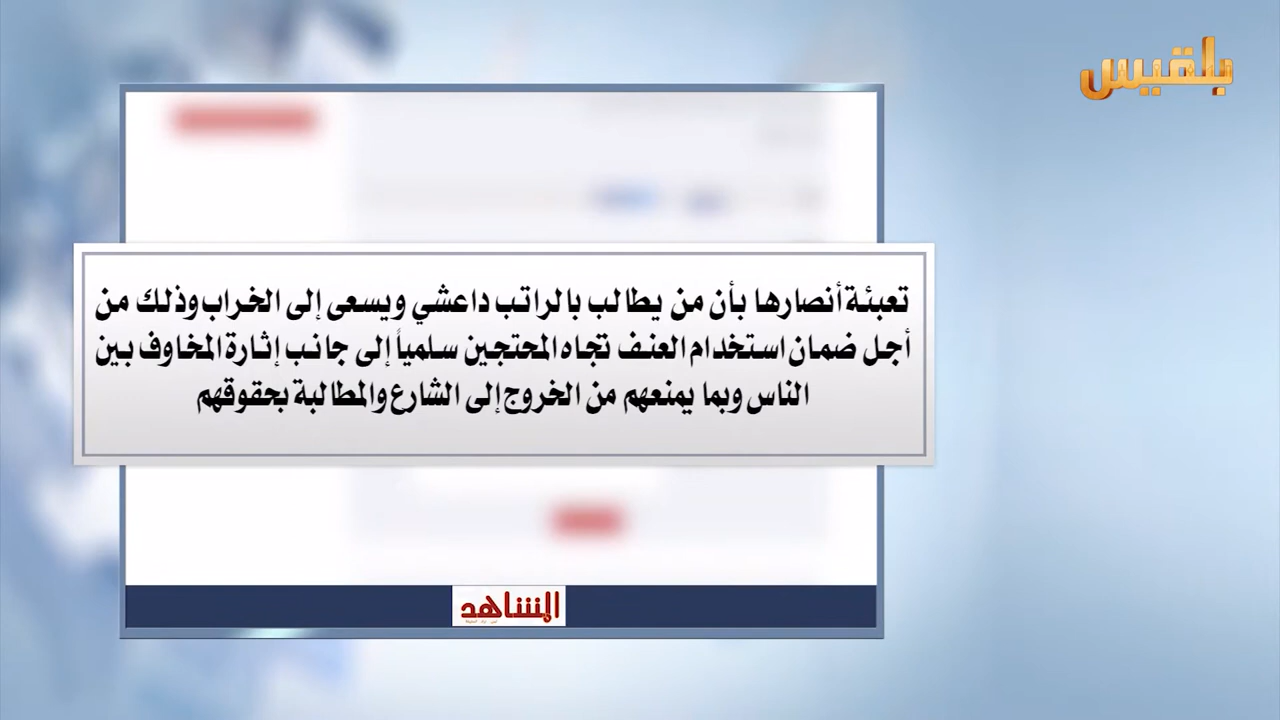 بلقيس
تعبئة أنصارها بأن من يطالب بالراتب داعشي ويسعى إلى الخراب وذلك من
أجل ضمان استخدام العنف تجاه المحتجين سلمياً إلى جانب إثارة المخاوف بين
الناس وبما يمنعهم من الخروج إلى الشارع والمطالبة بحقوقهم
المشاهد